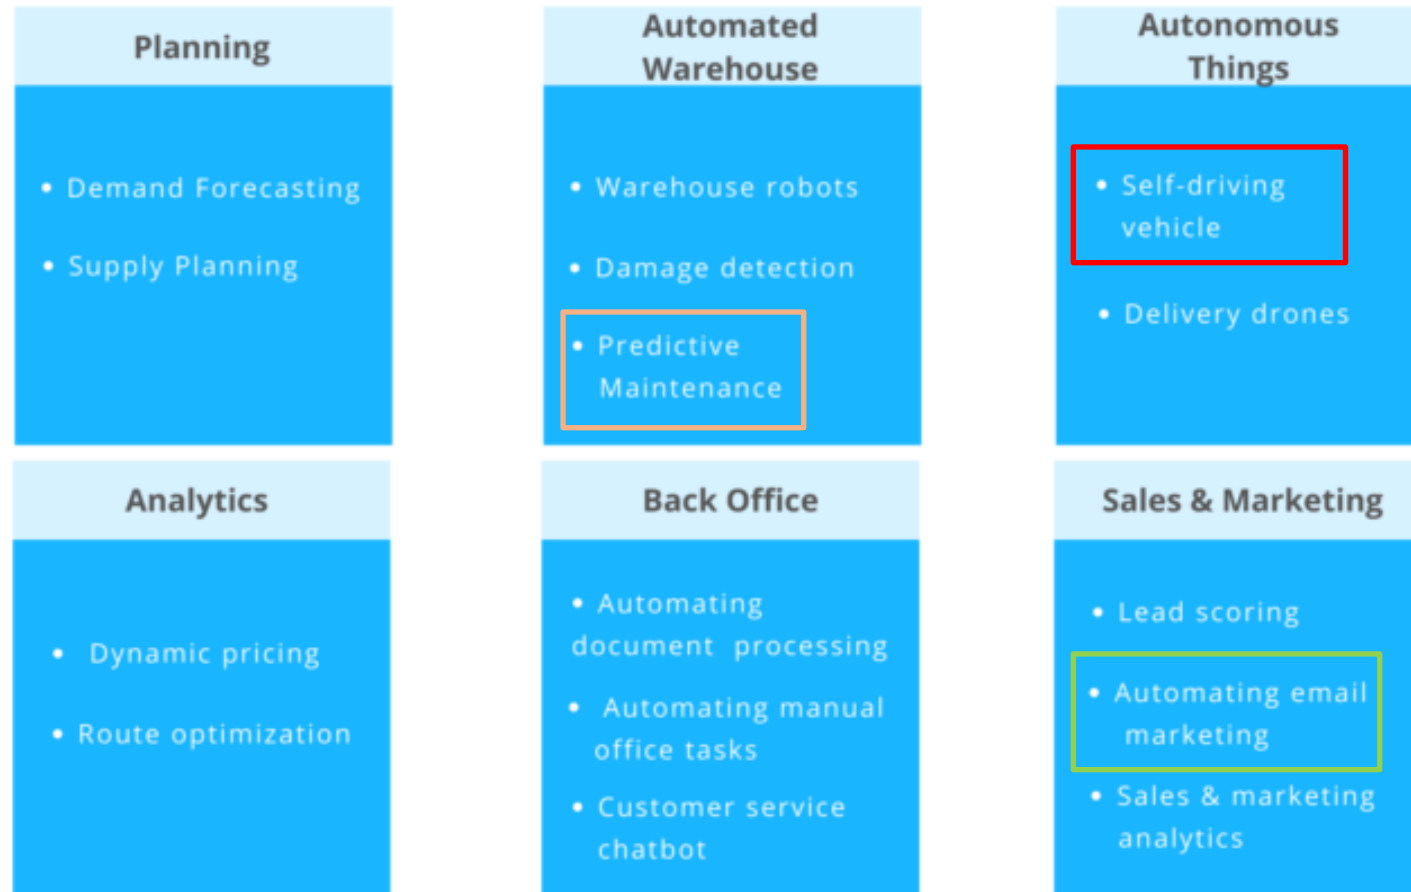 Planning
• Demand Forecasting
• Supply Planning
Automated
Warehouse
• Warehouse robots
• Damage detection
• Predictive
Maintenance
Autonomous
Things
• Self-driving
vehicle
• Delivery drones
Analytics
• Dynamic pricing
• Route optimization
Back Office
• Automating
document processing
• Automating manual
office tasks
• Customer service
chatbot
Sales & Marketing
• Lead scoring
• Automating email
marketing
• Sales & marketing
analytics